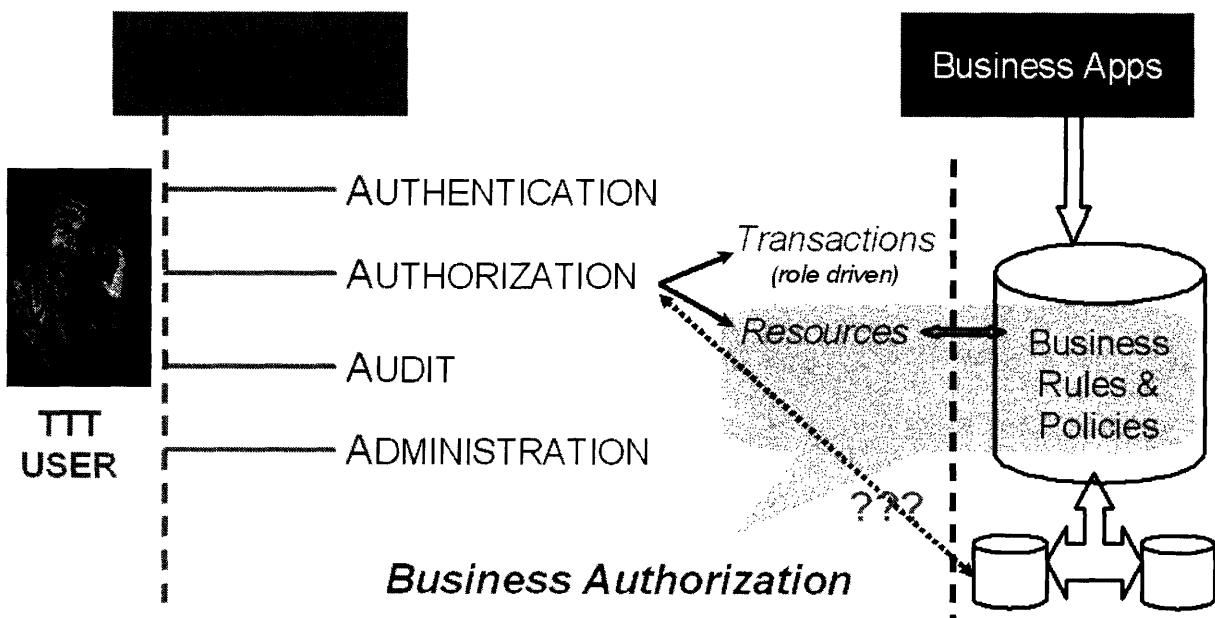 Business Apps
AUTHENTICATION
AUTHORIZATION
Transactions
(role driven)
Resources
AUDIT
ADMINISTRATION
TTT
USER
Business
Rules &
Policies
???
Business Authorization